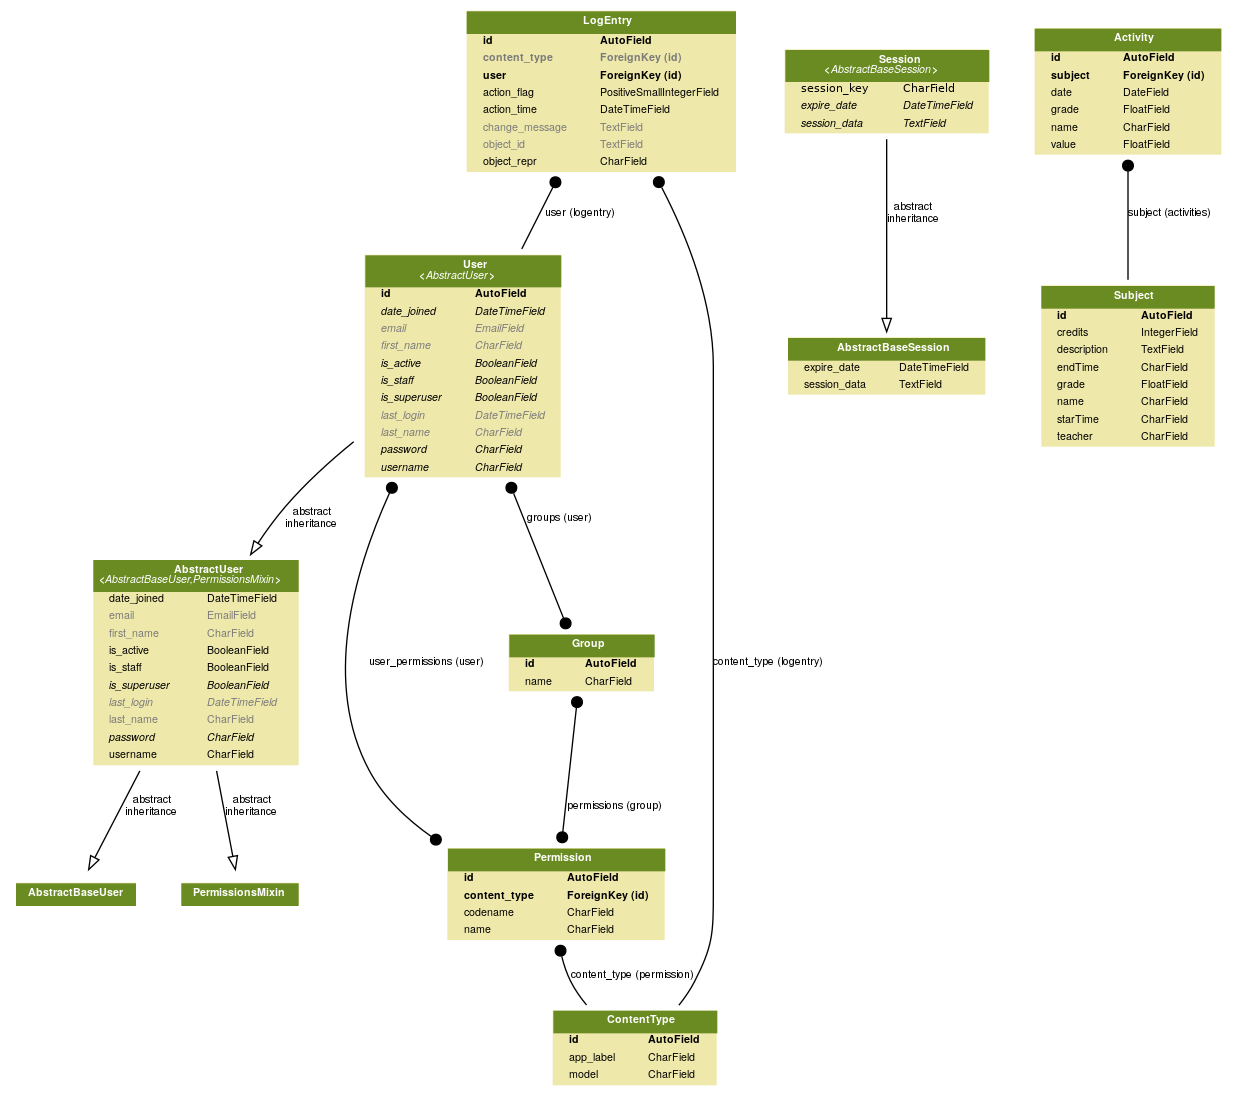 LogEntry
id AutoField
content_type ForeignKey (id)
user ForeignKey (id)
action_flag PositiveSmallIntegerField
action_time DateTimeField
change_message TextField
object_id TextField
object_repr CharField
Session
<AbstractBaseSession>
session_key CharField
expire_date DateTimeField
session_data TextField
Activity
id AutoField
subject ForeignKey (id)
date DateField
grade FloatField
name CharField
value FloatField
user (logentry)
abstract
inheritance
subject (activities)
User
<AbstractUser>
id AutoField
date_joined DateTimeField
email EmailField
first_name CharField
is_active BooleanField
is_staff BooleanField
is_superuser BooleanField
last_login DateTimeField
last_name CharField
password CharField
username CharField
AbstractBaseSession
expire_date DateTimeField
session_data TextField
Subject
id AutoField
credits IntegerField
description TextField
endTime CharField
grade FloatField
name CharField
starTime CharField
teacher CharField
abstract
inheritance
groups (user)
AbstractUser
<AbstractBaseUser,PermissionsMixin>
date_joined DateTimeField
email EmailField
first_name CharField
is_active BooleanField
is_staff BooleanField
is_superuser BooleanField
last_login DateTimeField
last_name CharField
password CharField
username CharField
user_permissions (user)
Group
id AutoField
name CharField
content_type (logentry)
abstract
inheritance
abstract
inheritance
permissions (group)
AbstractBaseUser
PermissionsMixin
Permission
id AutoField
content_type ForeignKey (id)
codename CharField
name CharField
content_type (permission)
ContentType
id AutoField
app_label CharField
model CharField